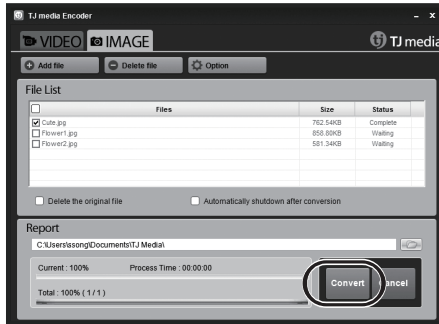 TJ media Encoder
VIDEO IMAGE TJ media
Add file Delete file Option
File List
Files Size Status
Cute.jpg 762.54KB Complete
Flower1.jpg 858.80KB Waiting
Flower2.jpg 581.34KB Waiting
Delete the original file Automatically shutdown after conversion
Report
C:\Users\ssong\Documents\TJ Media\
Current : 100% Process Time : 00:00:00
Convert Cancel
Total : 100% ( 1 / 1 )